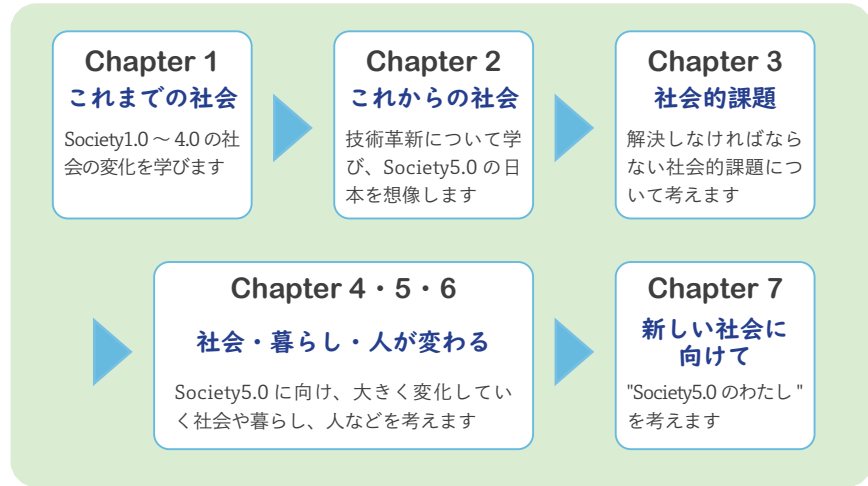 Chapter 1
これまでの社会
Society1.0 ～ 4.0 の社
会の変化を学びます
Chapter 2
これからの社会
技術革新について学
び、Society5.0 の日
本を想像します
Chapter 3
社会的課題
解決しなければなら
ない社会的課題につ
いて考えます
Chapter 4・5・6
社会・暮らし・人が変わる
Society5.0 に向け、大きく変化してい
く社会や暮らし、人などを考えます
Chapter 7
新しい社会に
向けて
"Society5.0 のわたし "
を考えます